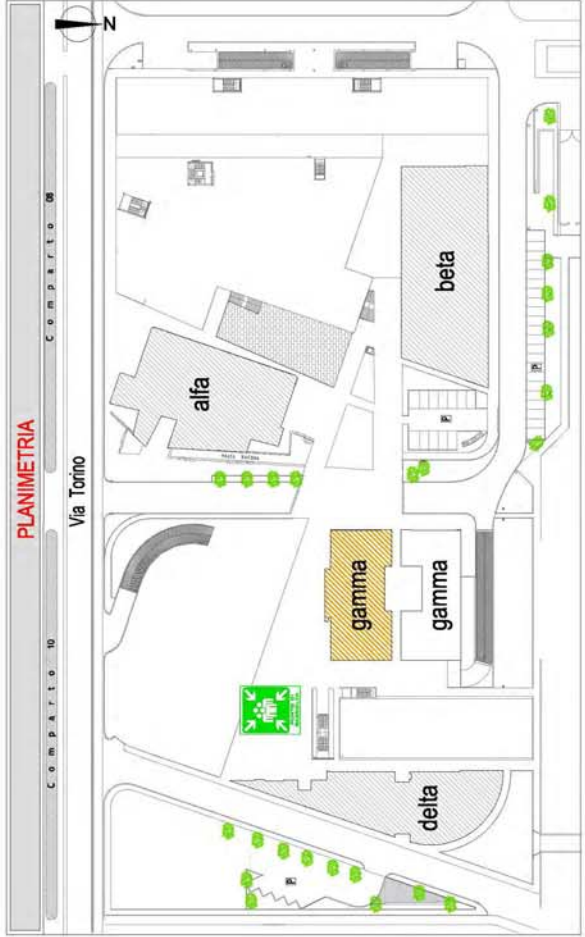 PLANIMETRIA
Comparto 10
Comparto 08
Via Torino
N
alfa
beta
P
P
gamma
gamma
delta
P